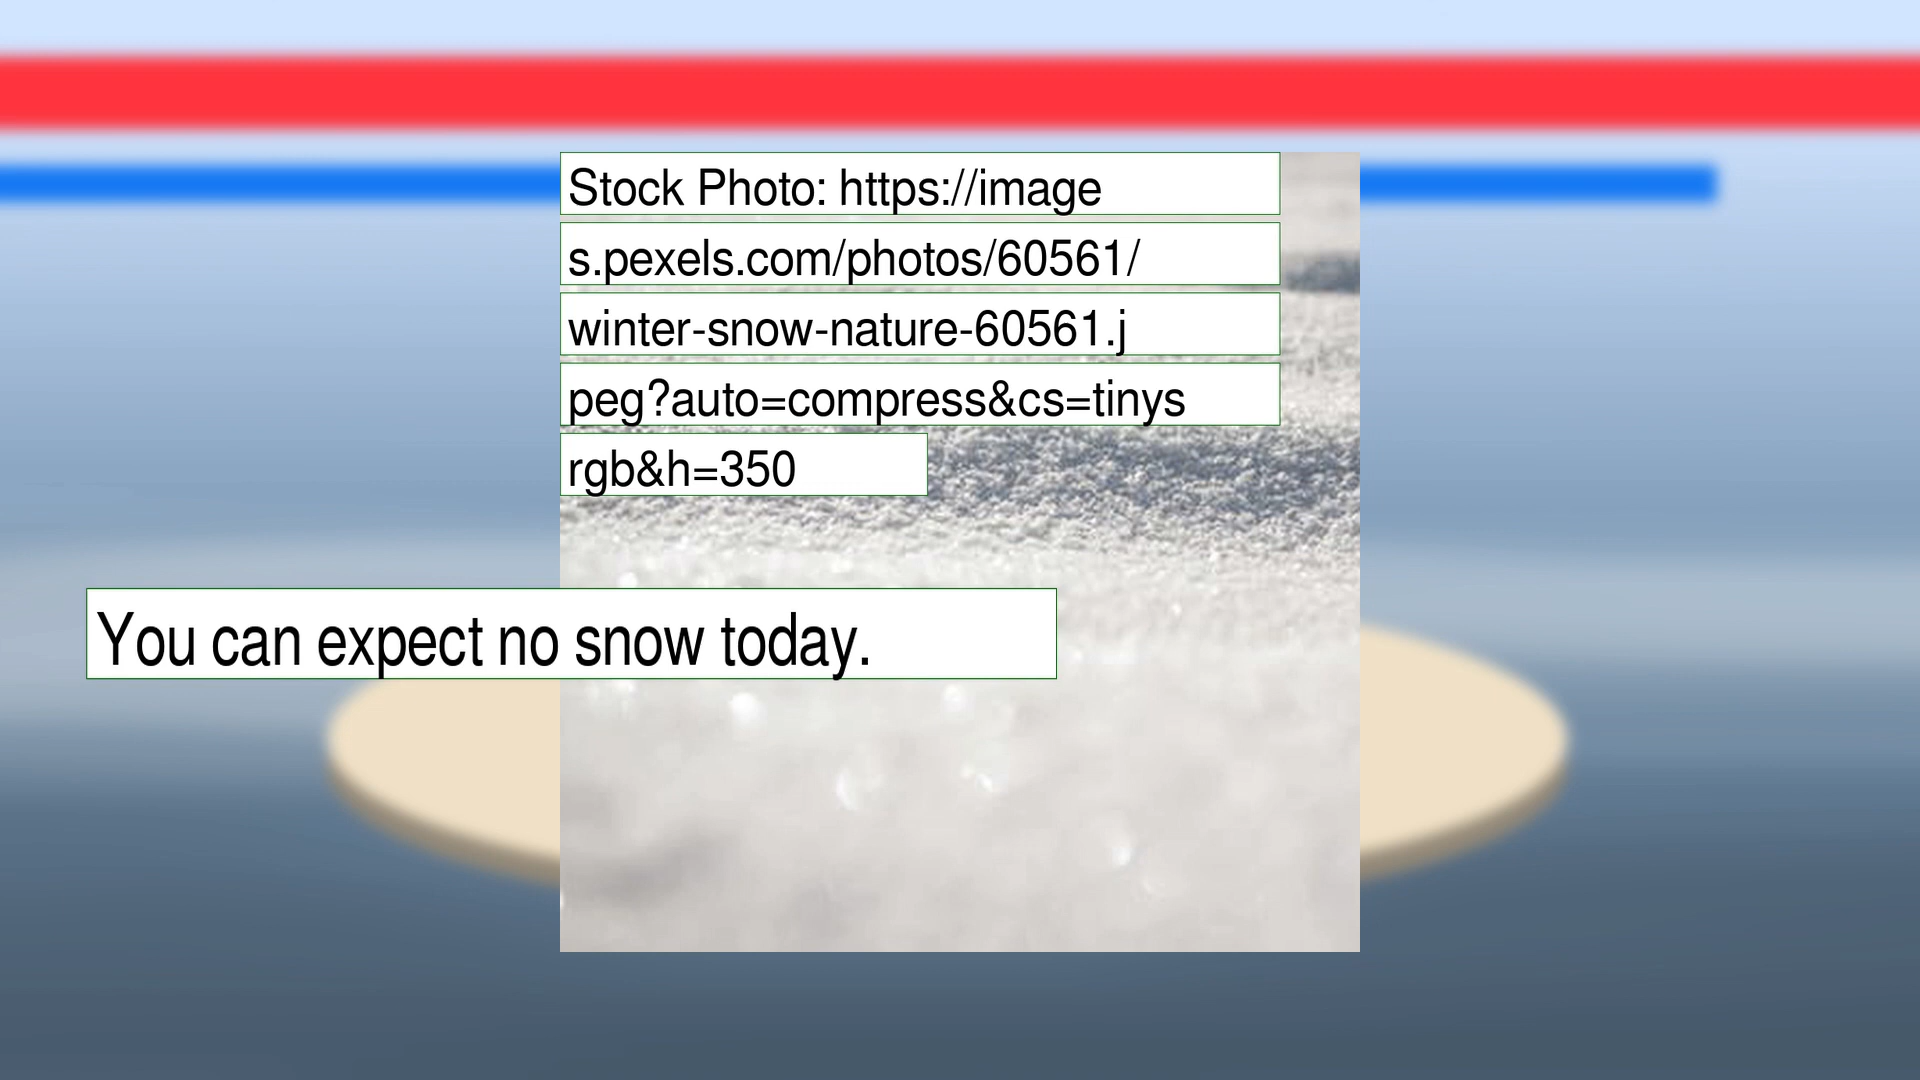 Stock Photo: https://image
s.pexels.com/photos/60561/
winter-snow-nature-60561.j
peg?auto=compress&cs=tinys
rgb&h=350
You can expect no snow today.